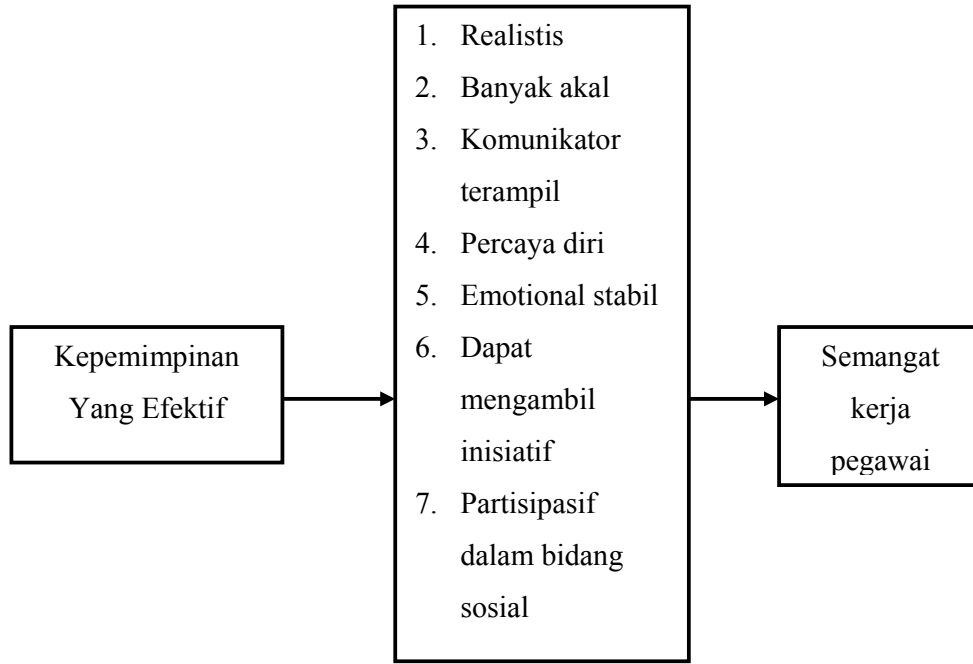 Kepemimpinan
Yang Efektif
1. Realistis
2. Banyak akal
3. Komunikator
terampil
4. Percaya diri
5. Emotional stabil
6. Dapat
mengambil
inisiatif
7. Partisipasif
dalam bidang
sosial
Semangat
kerja
pegawai